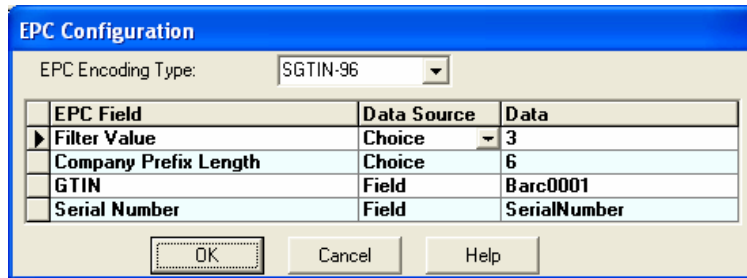 EPC Configuration
EPC Encoding Type: SGTIN-96
EPC Field Data Source Data
Filter Value Choice 3
Company Prefix Length Choice 6
GTIN Field Barc0001
Serial Number Field SerialNumber
OK Cancel Help